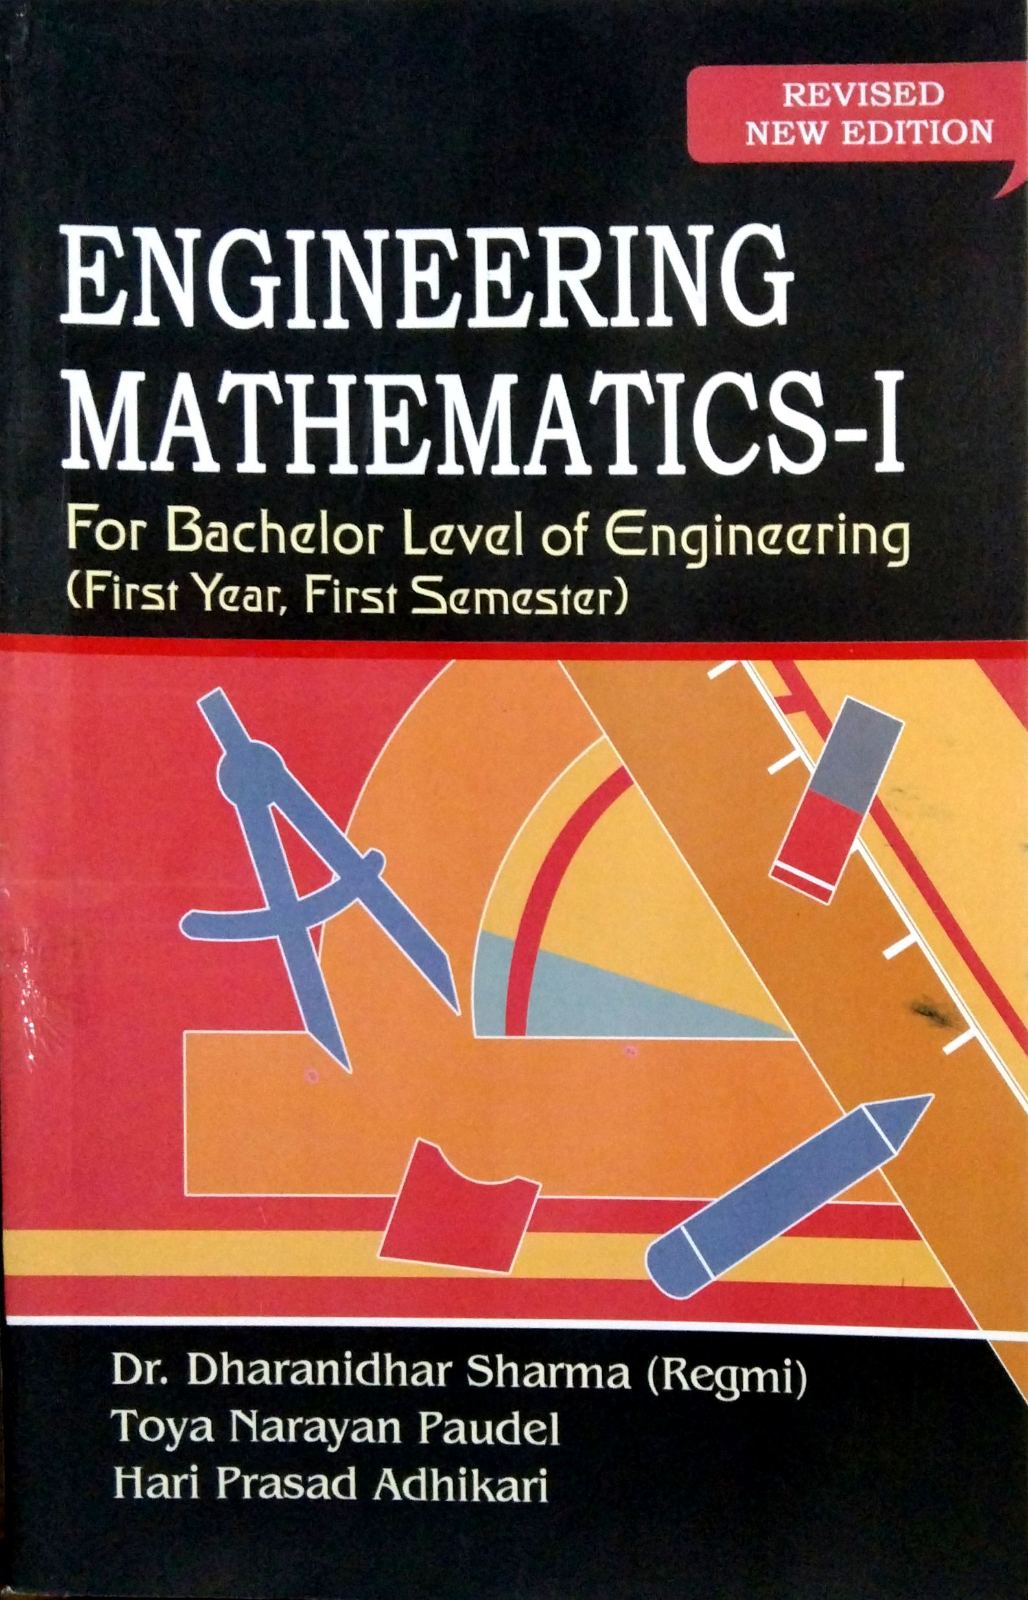 REVISED
NEW EDITION
ENGINEERING
MATHEMATICS-I
For Bachelor Level of Engineering
(First Year, First Semester)
Dr. Dharanidhar Sharma (Regmi)
Toya Narayan Paudel
Hari Prasad Adhikari